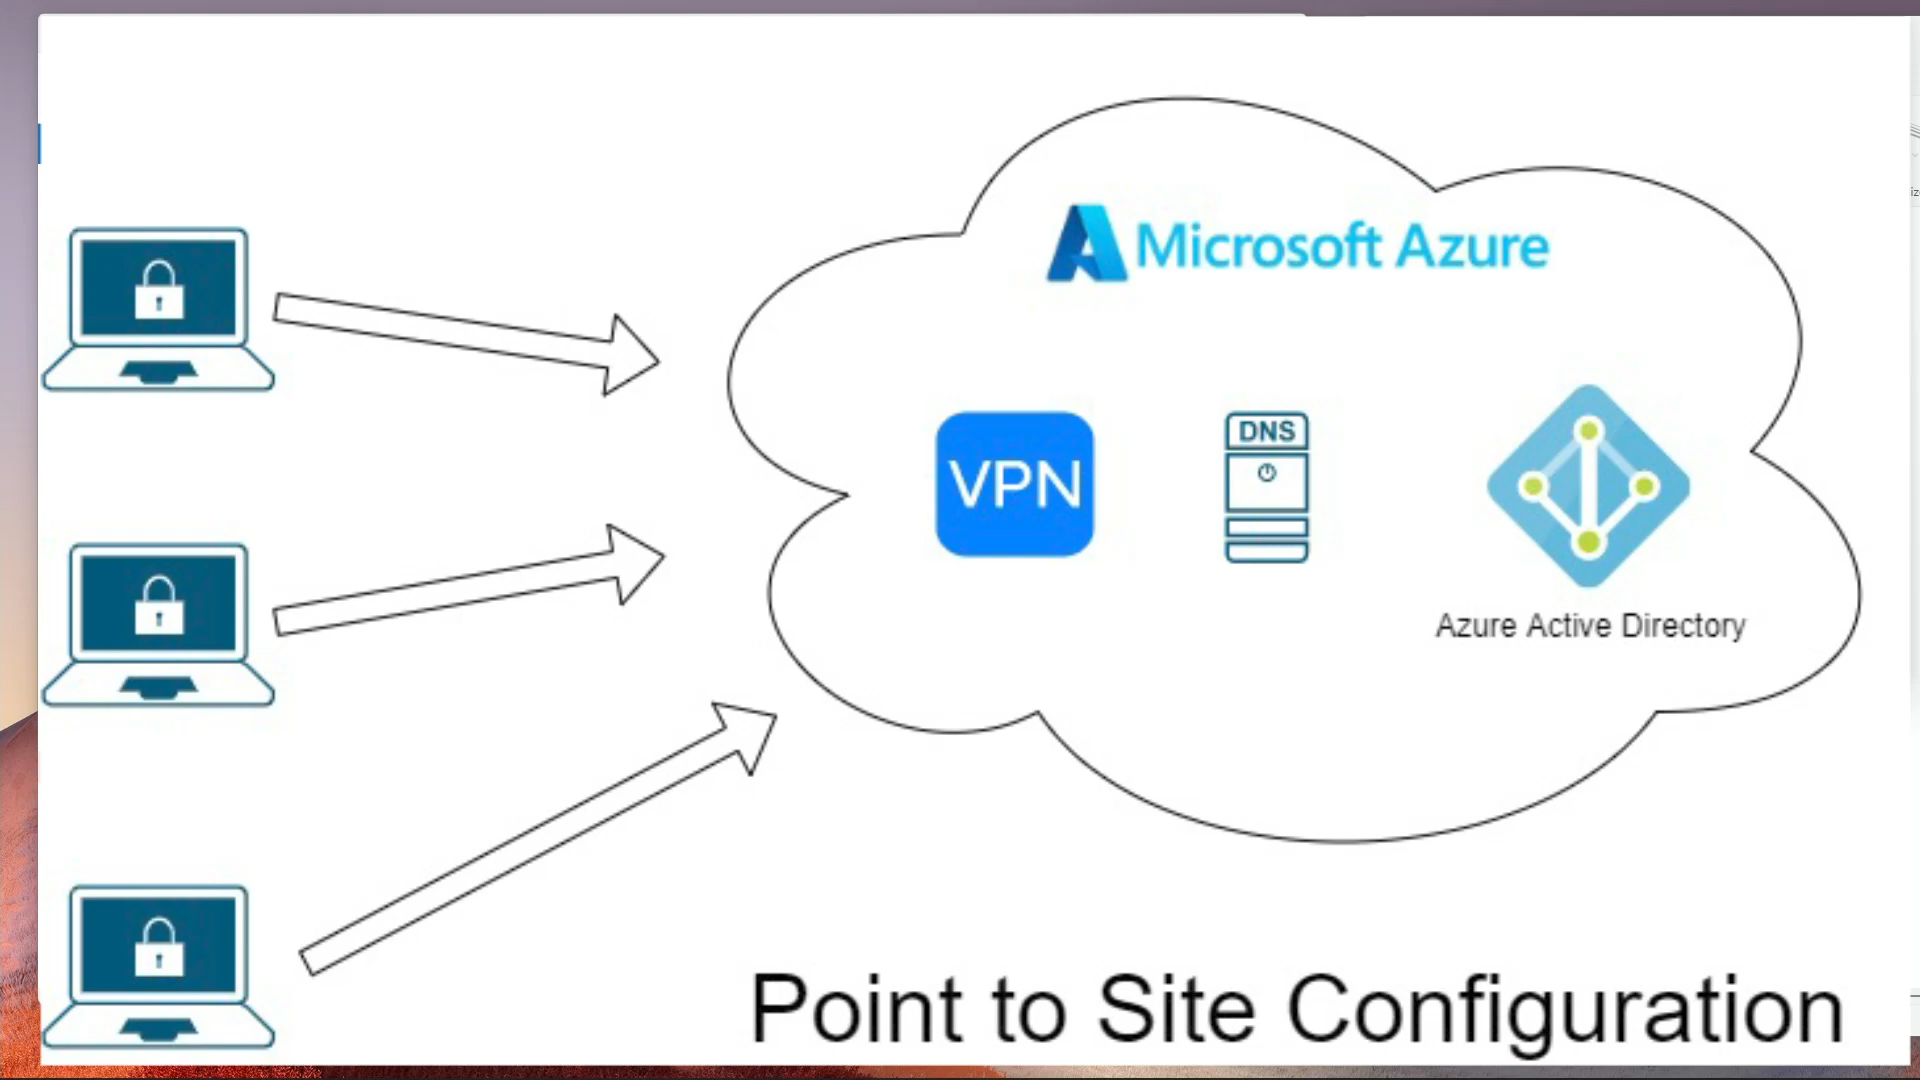 Microsoft Azure
VPN
DNS
Azure Active Directory
Point to Site Configuration